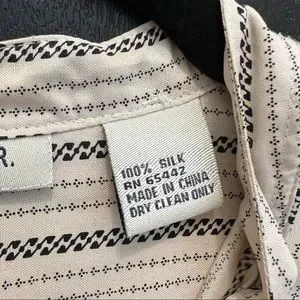 R.
100% SILK
RN 65442
MADE IN CHINA
DRY CLEAN ONLY